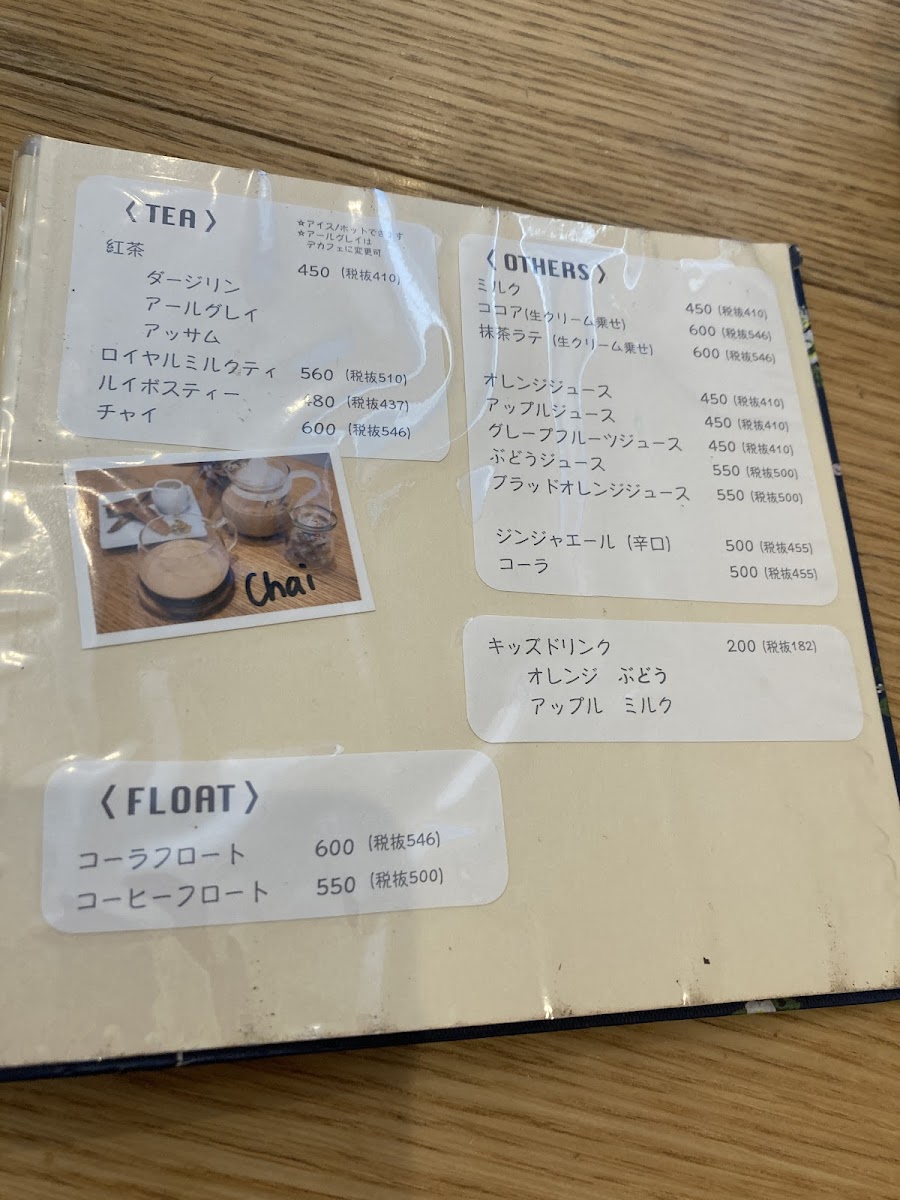 〈TEA〉
☆アイス/ホットできます
☆アールグレイは
デカフェに変更可
紅茶 450 (税抜410)
ダージリン
アールグレイ
アッサム
ロイヤルミルクティ 560 (税抜510)
ルイボスティー 480 (税抜437)
チャイ 600 (税抜546)
Chai
〈OTHERS〉
ミルク 450 (税抜410)
ココア(生クリーム乗せ) 600 (税抜546)
抹茶ラテ (生クリーム乗せ) 600 (税抜546)
オレンジジュース 450 (税抜410)
アップルジュース 450 (税抜410)
グレープフルーツジュース 450 (税抜410)
ぶどうジュース 550 (税抜500)
ブラッドオレンジジュース 550 (税抜500)
ジンジャエール (辛口) 500 (税抜455)
コーラ 500 (税抜455)
キッズドリンク 200 (税抜182)
オレンジ ぶどう
アップル ミルク
〈FLOAT〉
コーラフロート 600 (税抜546)
コーヒーフロート 550 (税抜500)